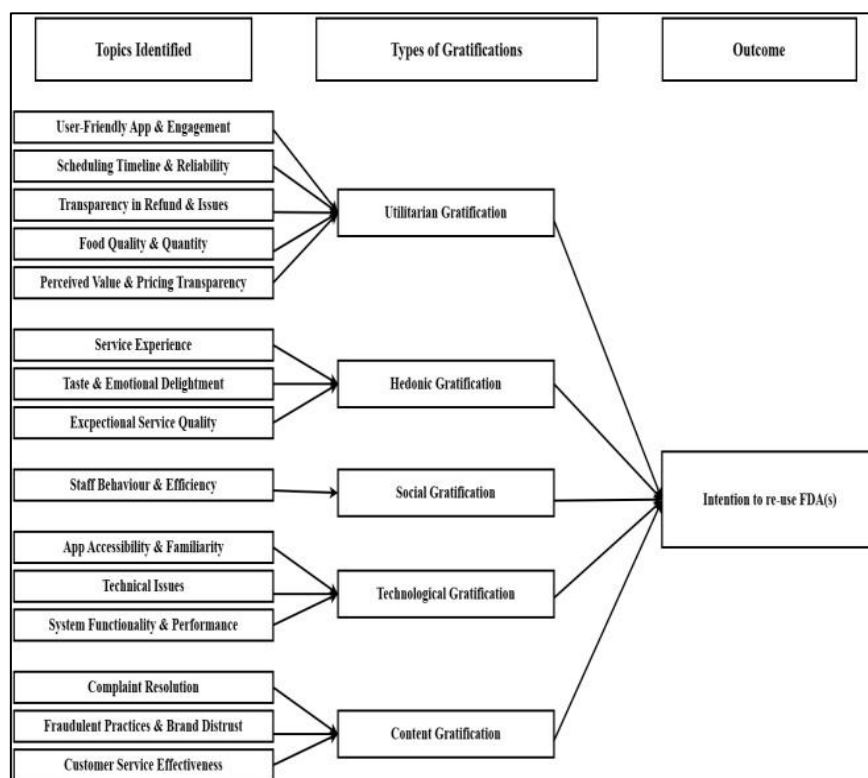 Topics Identified
Types of Gratifications
Outcome
User-Friendly App & Engagement
Scheduling Timeline & Reliability
Transparency in Refund & Issues
Food Quality & Quantity
Perceived Value & Pricing Transparency
Utilitarian Gratification
Service Experience
Taste & Emotional Delightment
Excpectional Service Quality
Hedonic Gratification
Staff Behaviour & Efficiency
Social Gratification
Intention to re-use FDA(s)
App Accessibility & Familiarity
Technical Issues
System Functionality & Performance
Technological Gratification
Complaint Resolution
Fraudulent Practices & Brand Distrust
Customer Service Effectiveness
Content Gratification